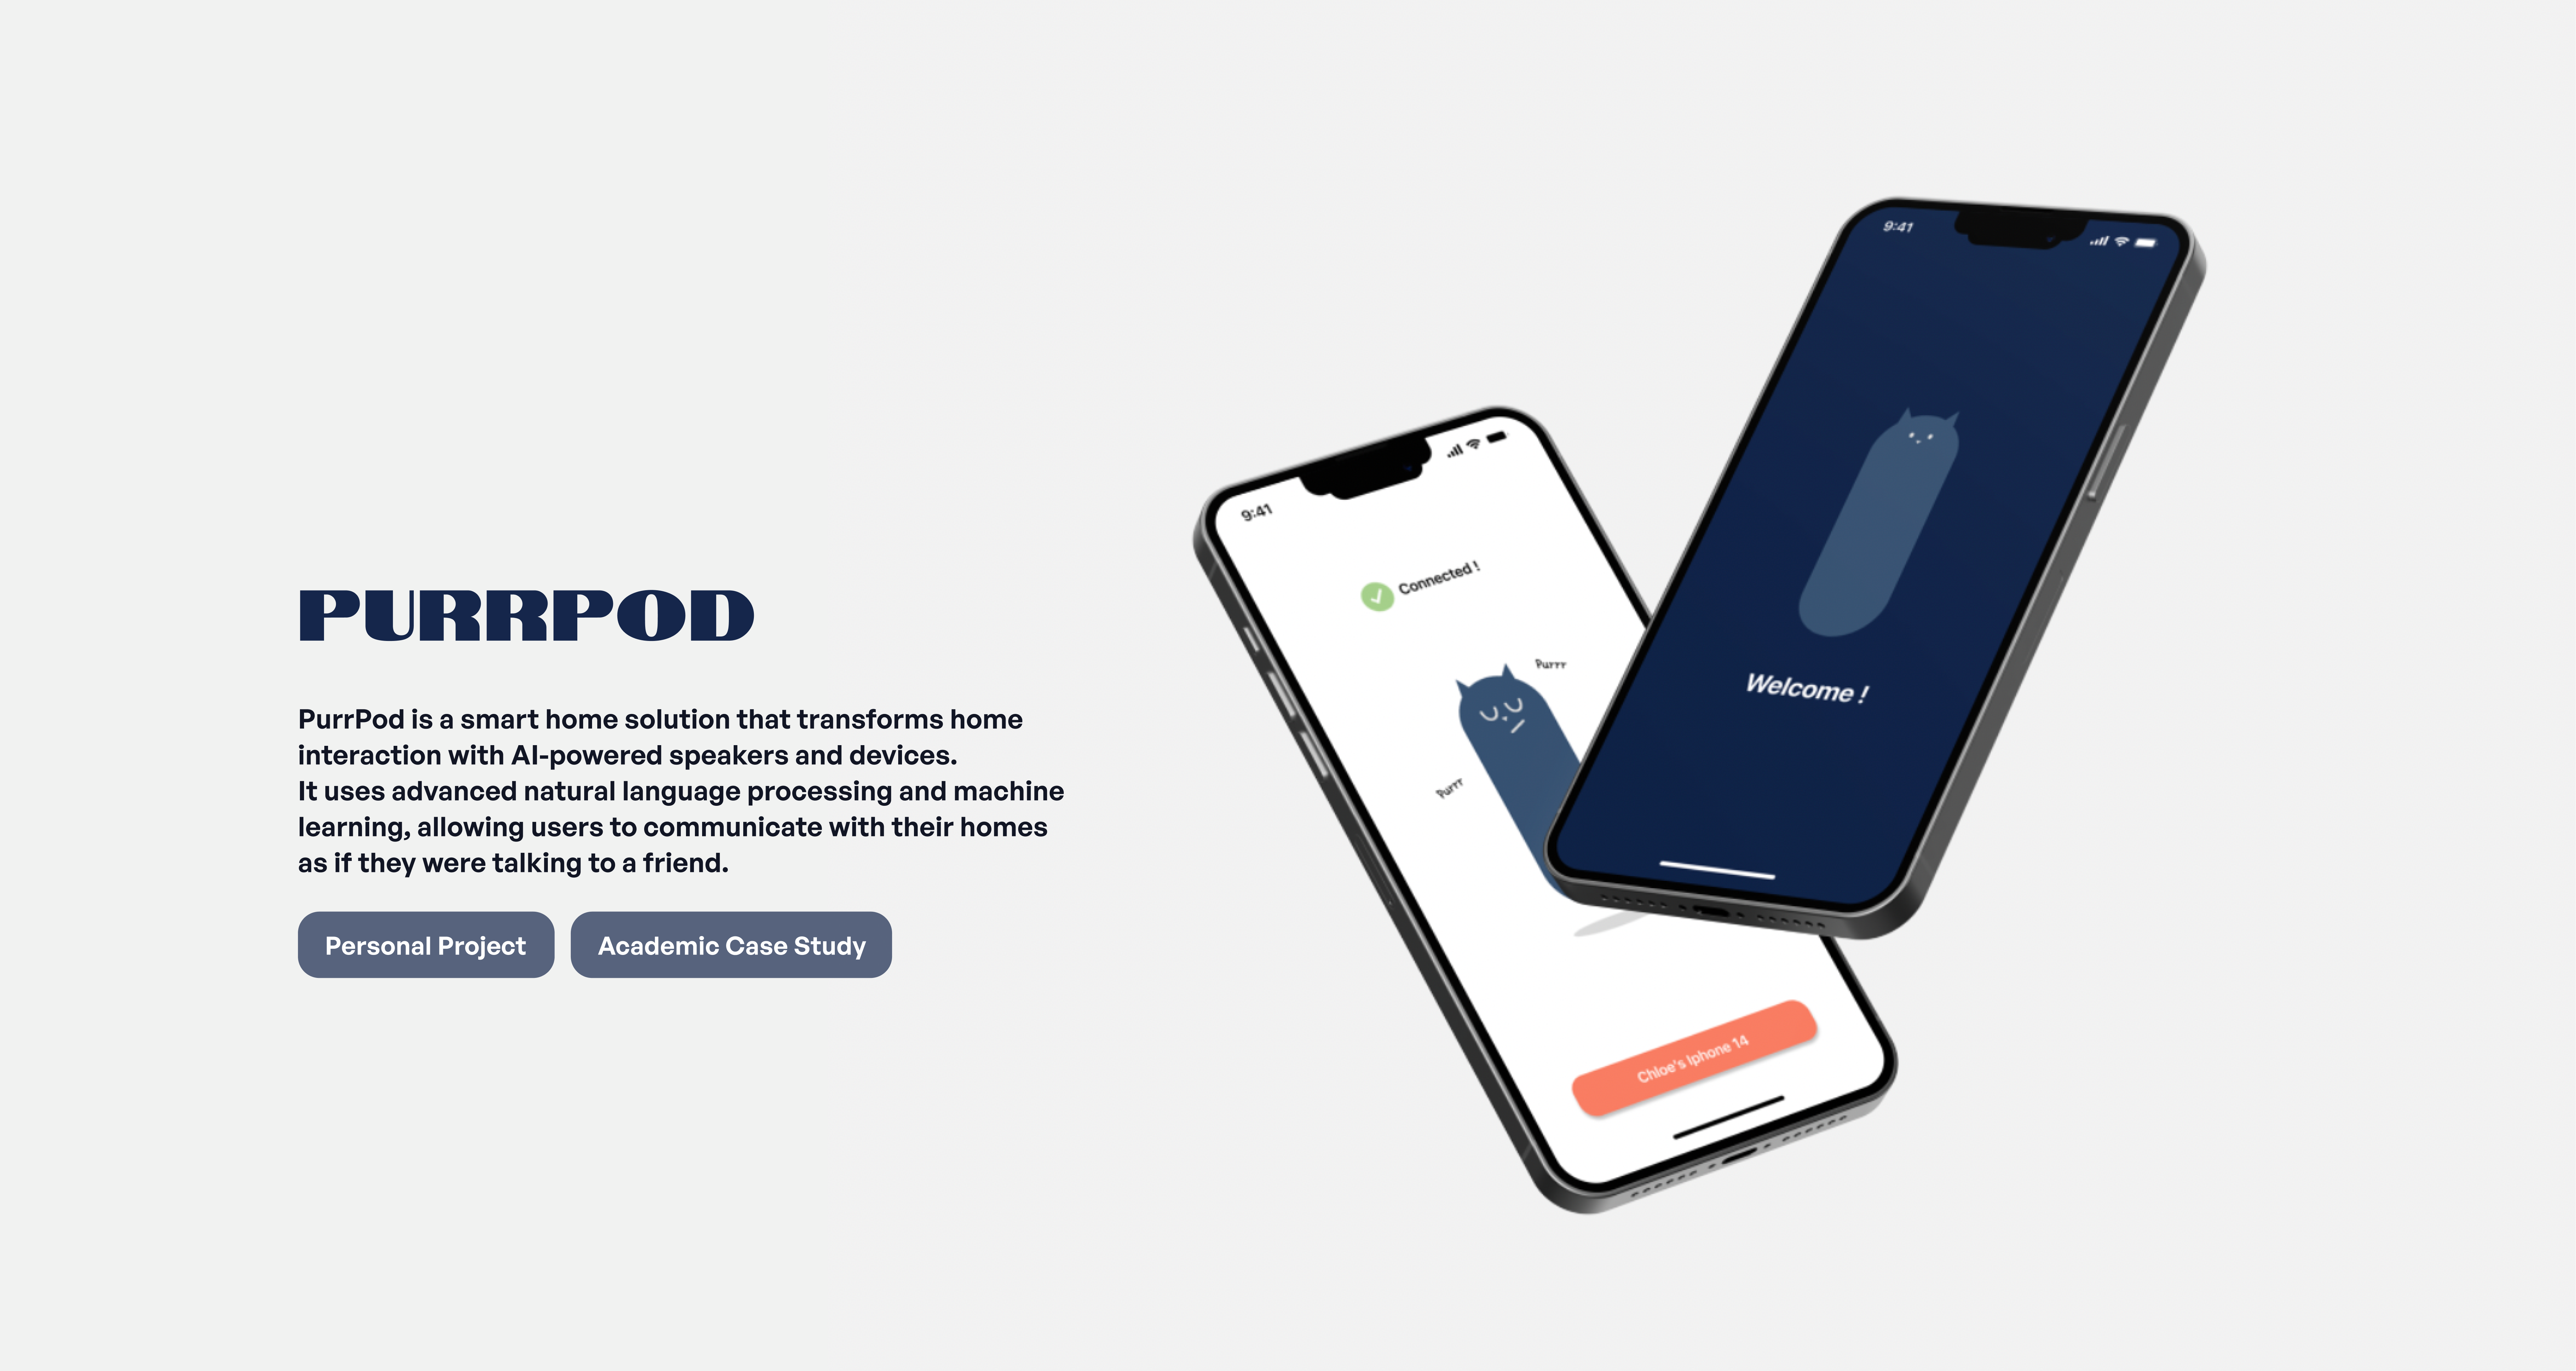 PURRPOD
PurrPod is a smart home solution that transforms home
interaction with AI-powered speakers and devices.
It uses advanced natural language processing and machine
learning, allowing users to communicate with their homes
as if they were talking to a friend.
Personal Project
Academic Case Study
9:41
Connected !
Purrr
Purrr
Chloe's Iphone 14
9:41
Welcome !